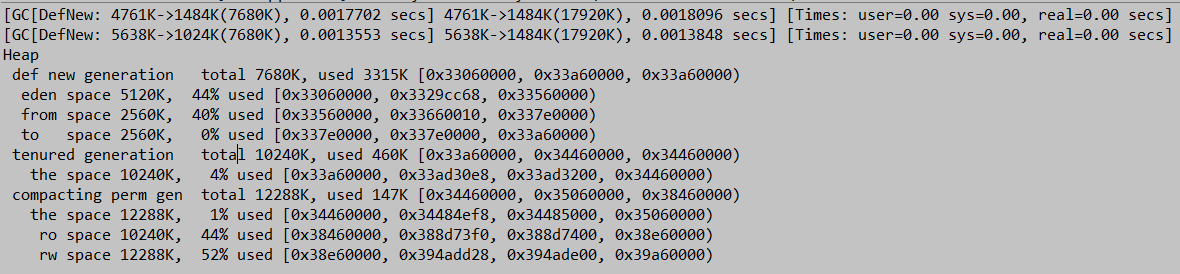 [GC[DefNew: 4761K->1484K(7680K), 0.0017702 secs] 4761K->1484K(17920K), 0.0018096 secs] [Times: user=0.00 sys=0.00, real=0.00 secs]
[GC[DefNew: 5638K->1024K(7680K), 0.0013553 secs] 5638K->1484K(17920K), 0.0013848 secs] [Times: user=0.00 sys=0.00, real=0.00 secs]
Heap
 def new generation   total 7680K, used 3315K [0x33060000, 0x33a60000, 0x33a60000)
  eden space 5120K,  44% used [0x33060000, 0x3329cc68, 0x33560000)
  from space 2560K,  40% used [0x33560000, 0x33660010, 0x337e0000)
  to   space 2560K,   0% used [0x337e0000, 0x337e0000, 0x33a60000)
 tenured generation   total 10240K, used 460K [0x33a60000, 0x34460000, 0x34460000)
   the space 10240K,   4% used [0x33a60000, 0x33ad30e8, 0x33ad3200, 0x34460000)
 compacting perm gen  total 12288K, used 147K [0x34460000, 0x35060000, 0x38460000)
   the space 12288K,   1% used [0x34460000, 0x34484ef8, 0x34485000, 0x35060000)
    ro space 10240K,  44% used [0x38460000, 0x388d73f0, 0x388d7400, 0x38e60000)
    rw space 12288K,  52% used [0x38e60000, 0x394add28, 0x394ade00, 0x39a60000)